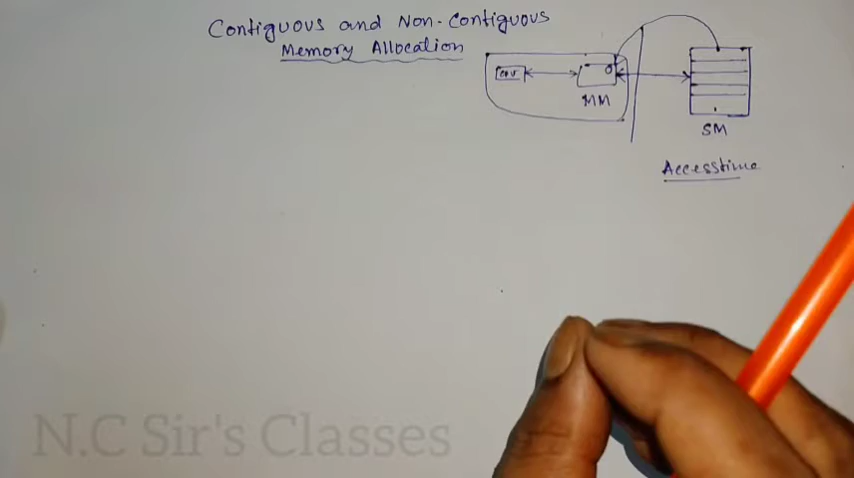 Contiguous and Non-Contiguous
Memory Allocation
CPU
MM
SM
Accesstime
N.C Sir's Classes